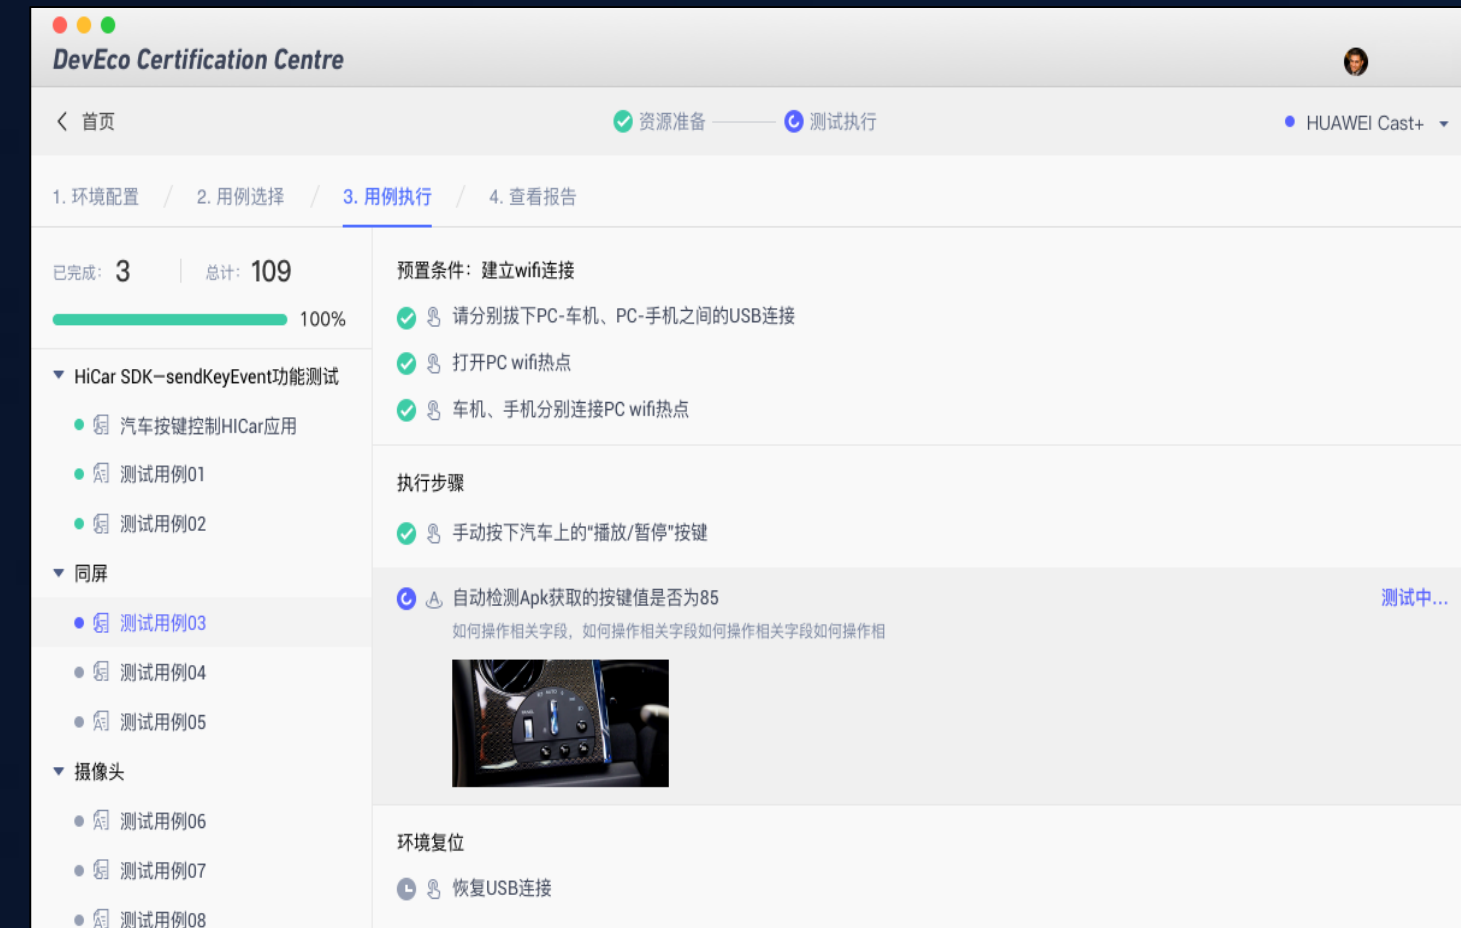 DevEco Certification Centre
首页
资源准备
测试执行
HUAWEI Cast+
1. 环境配置 / 2. 用例选择 / 3. 用例执行 / 4. 查看报告
已完成: 3
总计: 109
100%
HiCar SDK—sendKeyEvent功能测试
汽车按键控制HICar应用
测试用例01
测试用例02
同屏
测试用例03
测试用例04
测试用例05
摄像头
测试用例06
测试用例07
测试用例08
预置条件：建立wifi连接
请分别拔下PC-车机、PC-手机之间的USB连接
打开PC wifi热点
车机、手机分别连接PC wifi热点
执行步骤
手动按下汽车上的“播放/暂停”按键
自动检测Apk获取的按键值是否为85
测试中...
如何操作相关字段，如何操作相关字段如何操作相关字段如何操作相
环境复位
恢复USB连接